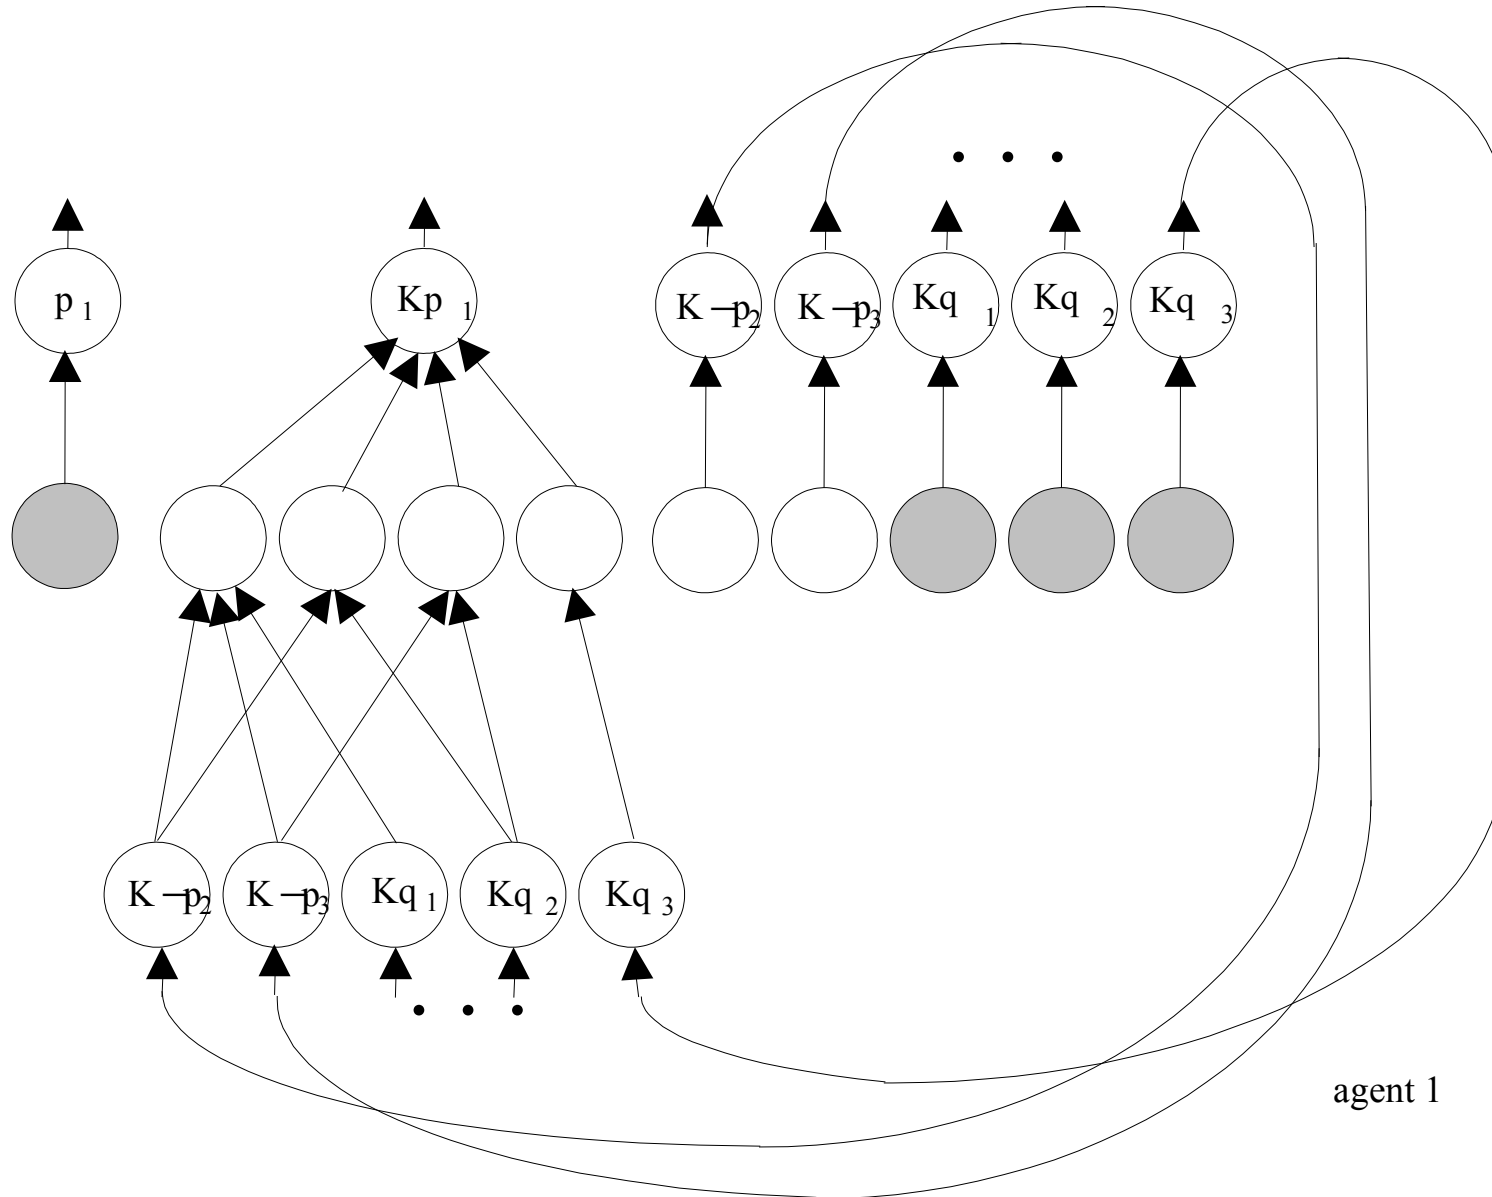 • • •
p 1
Kp 1
K ¬p2
K ¬p3
Kq 1
Kq 2
Kq 3
K ¬p2
K ¬p3
Kq 1
Kq 2
Kq 3
• • •
agent 1